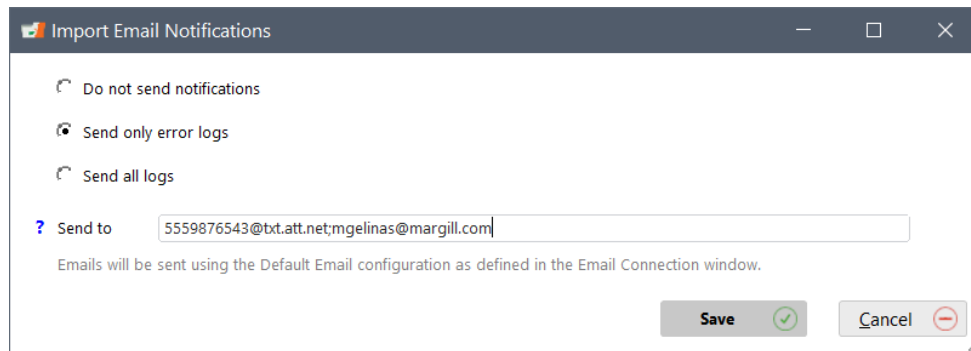 Import Email Notifications
Do not send notifications
Send only error logs
Send all logs
? Send to 5559876543@txt.att.net;mgelinas@margill.com
Emails will be sent using the Default Email configuration as defined in the Email Connection window.
Save Cancel